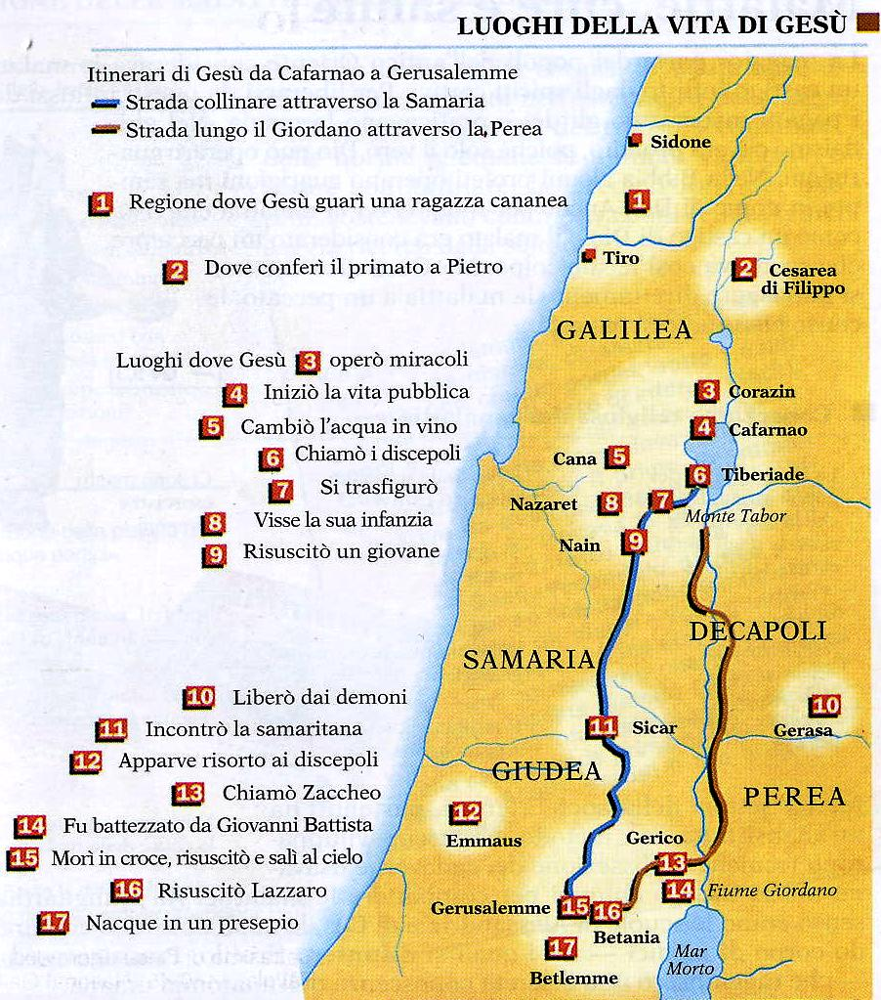 LUOGHI DELLA VITA DI GESÙ
Itinerari di Gesù da Cafarnao a Gerusalemme
Strada collinare attraverso la Samaria
Strada lungo il Giordano attraverso la Perea
1 Regione dove Gesù guarì una ragazza cananea
2 Dove conferì il primato a Pietro
Luoghi dove Gesù 3 operò miracoli
4 Iniziò la vita pubblica
5 Cambiò l'acqua in vino
6 Chiamò i discepoli
7 Si trasfigurò
8 Visse la sua infanzia
9 Risuscitò un giovane
10 Liberò dai demoni
11 Incontrò la samaritana
12 Apparve risorto ai discepoli
13 Chiamò Zaccheo
14 Fu battezzato da Giovanni Battista
15 Morì in croce, risuscitò e salì al cielo
16 Risuscitò Lazzaro
17 Nacque in un presepio
Sidone
1
Tiro
2 Cesarea
di Filippo
GALILEA
3 Corazin
4 Cafarnao
Cana 5
6 Tiberiade
Nazaret 8
7
Monte Tabor
Nain 9
DECAPOLI
SAMARIA
10
Gerasa
11 Sicar
GIUDEA
PEREA
12
Emmaus
Gerico
13
14 Fiume Giordano
Gerusalemme 15
16
Betania
17
Betlemme
Mar
Morto